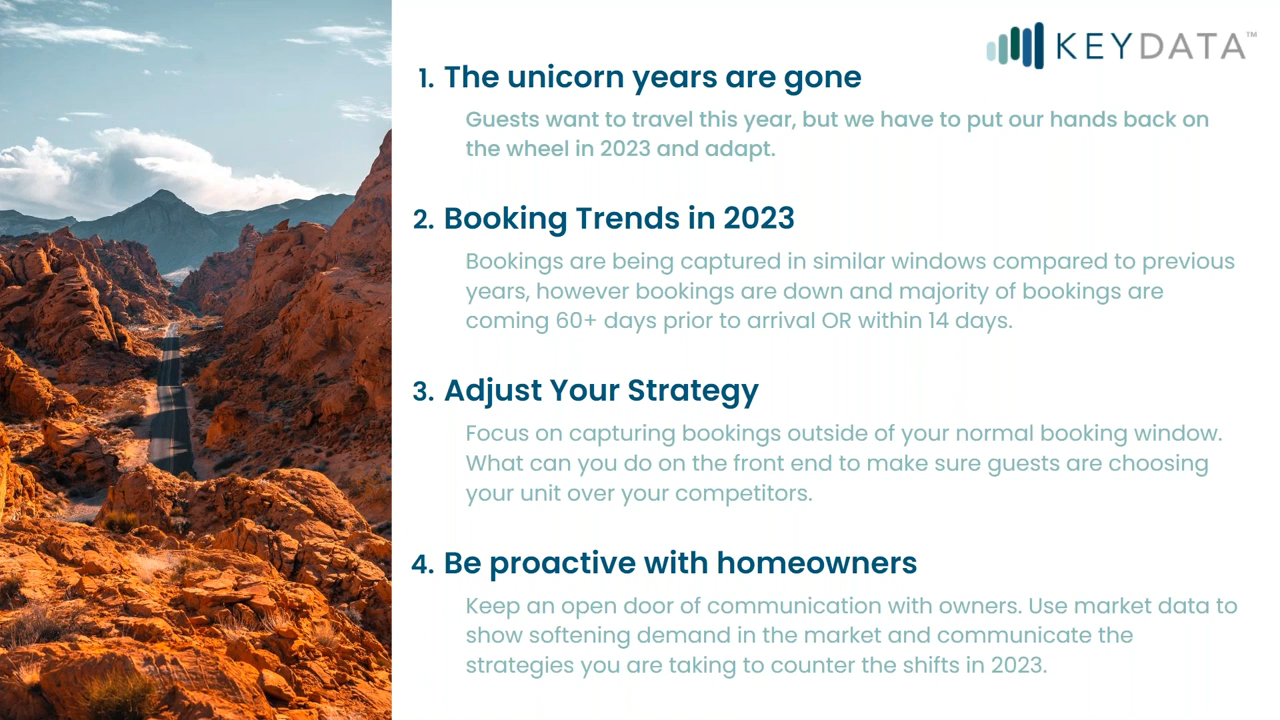 KEYDATA™
1. The unicorn years are gone
Guests want to travel this year, but we have to put our hands back on
the wheel in 2023 and adapt.
2. Booking Trends in 2023
Bookings are being captured in similar windows compared to previous
years, however bookings are down and majority of bookings are
coming 60+ days prior to arrival OR within 14 days.
3. Adjust Your Strategy
Focus on capturing bookings outside of your normal booking window.
What can you do on the front end to make sure guests are choosing
your unit over your competitors.
4. Be proactive with homeowners
Keep an open door of communication with owners. Use market data to
show softening demand in the market and communicate the
strategies you are taking to counter the shifts in 2023.